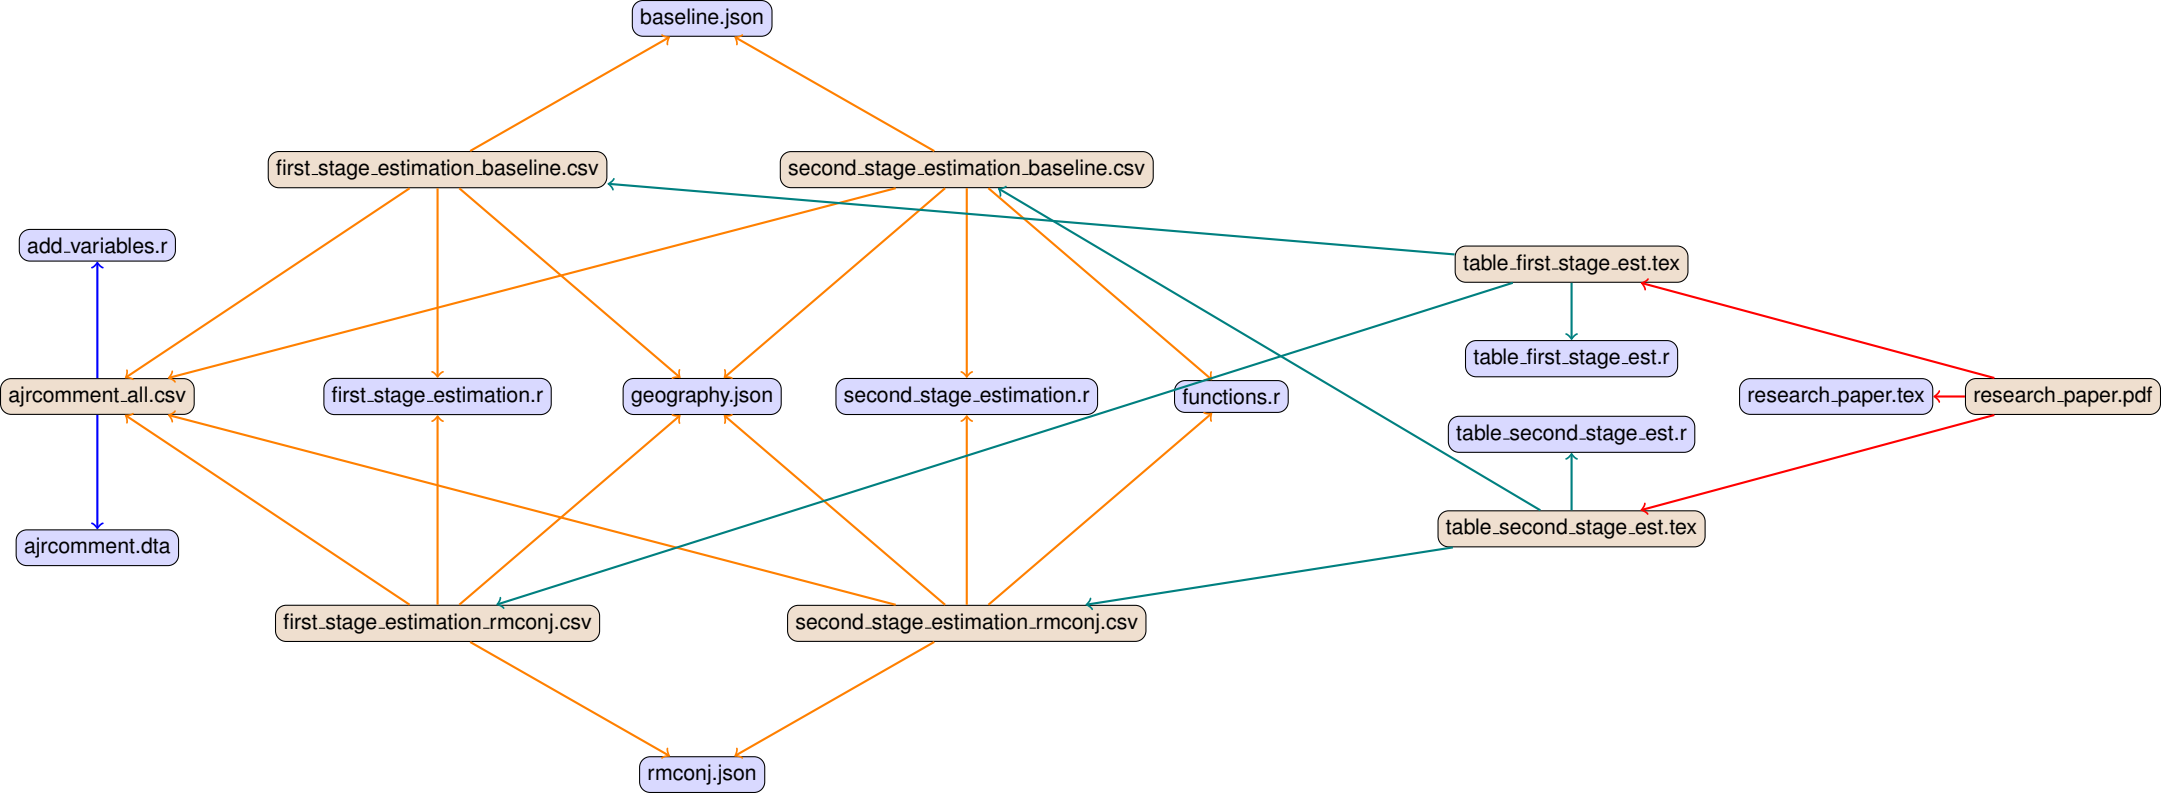 baseline.json
first_stage_estimation_baseline.csv
second_stage_estimation_baseline.csv
add_variables.r
table_first_stage_est.tex
table_first_stage_est.r
ajrcomment_all.csv
first_stage_estimation.r
geography.json
second_stage_estimation.r
functions.r
research_paper.tex
research_paper.pdf
table_second_stage_est.r
table_second_stage_est.tex
ajrcomment.dta
first_stage_estimation_rmconj.csv
second_stage_estimation_rmconj.csv
rmconj.json